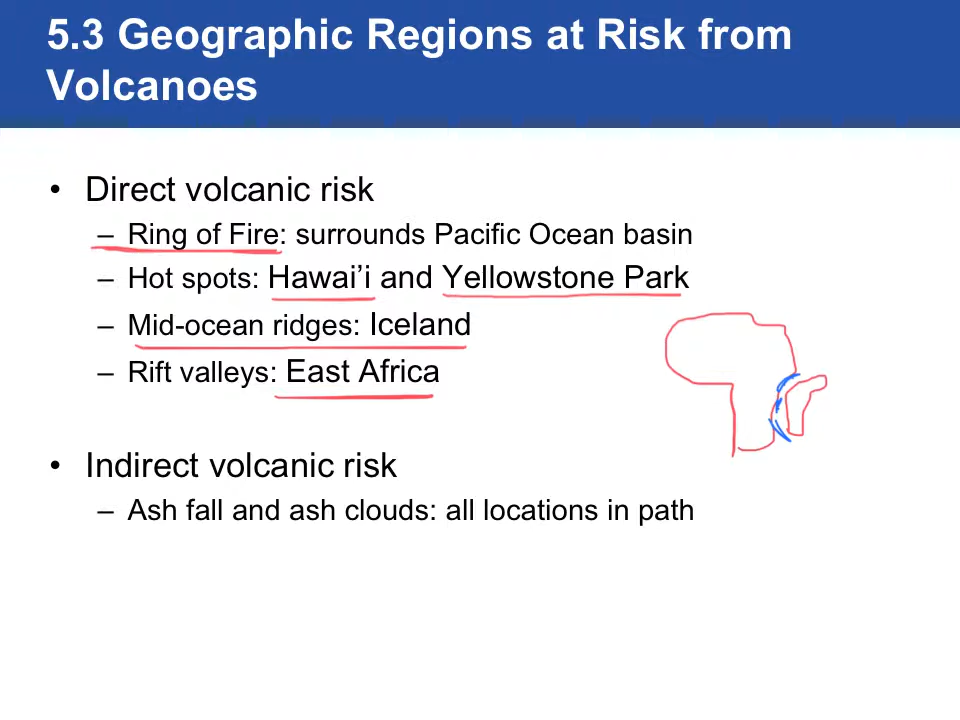 5.3 Geographic Regions at Risk from
Volcanoes
• Direct volcanic risk
– Ring of Fire: surrounds Pacific Ocean basin
– Hot spots: Hawai’i and Yellowstone Park
– Mid-ocean ridges: Iceland
– Rift valleys: East Africa
• Indirect volcanic risk
– Ash fall and ash clouds: all locations in path